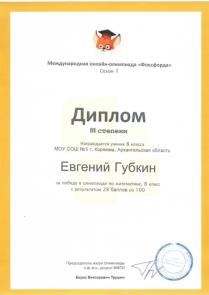 Международная онлайн-олимпиада «Фоксфорда»
Сезон 1
Диплом
III степени
Награждается ученик 8 класса
МОУ СОШ №5 г. Коряжма, Архангельская область
Евгений Губкин
за победу в олимпиаде по математике, 8 класс
с результатом 28 баллов из 100
Председатель жюри Олимпиады
к.ф.-м.н., доцент МФТИ
Борис Викторович Трушин